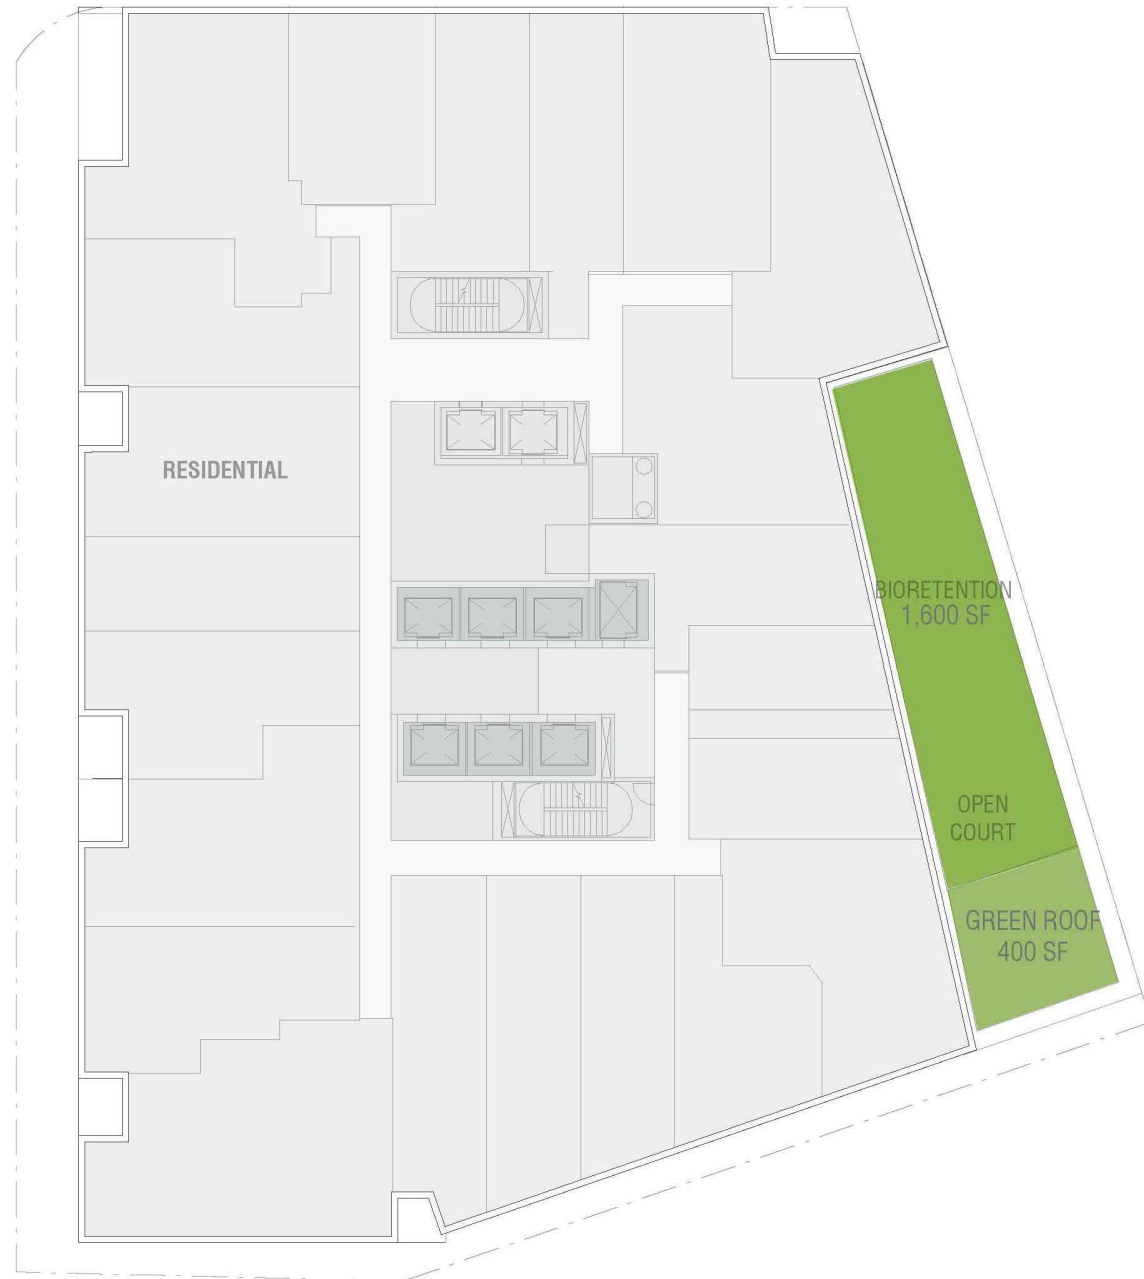 RESIDENTIAL
BIORETENTION
1,600 SF
OPEN
COURT
GREEN ROOF
400 SF